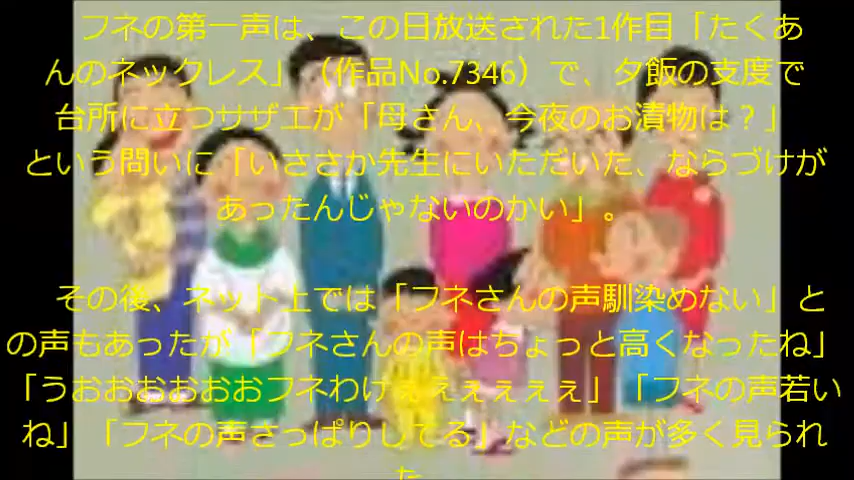 フネの第一声は、この日放送された1作目「たくあ
んのネックレス」（作品No.7346）で、夕飯の支度で
台所に立つサザエが「母さん、今夜のお漬物は？」
という問いに「いささか先生にいただいた、ならづけが
あったんじゃないのかい」。
その後、ネット上では「フネさんの声馴染めない」と
の声もあったが「フネさんの声はちょっと高くなったね」
「うおおおおおおフネわけぇぇぇぇぇぇ」「フネの声若い
ね」「フネの声さっぱりしてる」などの声が多く見られ
た